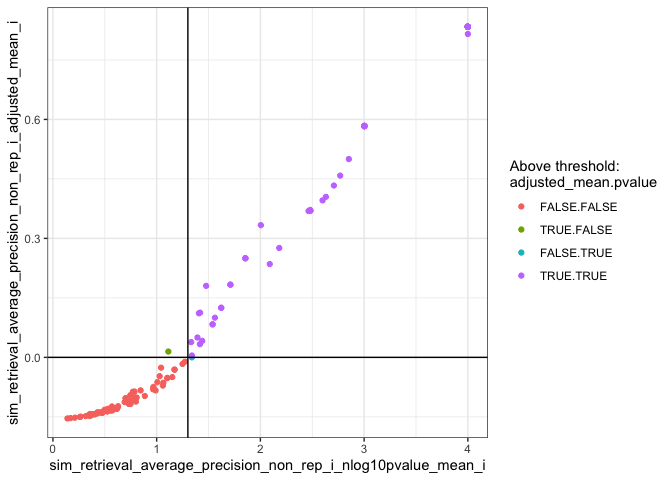 sim_retrieval_average_precision_non_rep_i_adjusted_mean_i
0.6
0.3
0.0
0
1
2
3
4
sim_retrieval_average_precision_non_rep_i_nlog10pvalue_mean_i
Above threshold:
adjusted_mean.pvalue
FALSE.FALSE
TRUE.FALSE
FALSE.TRUE
TRUE.TRUE